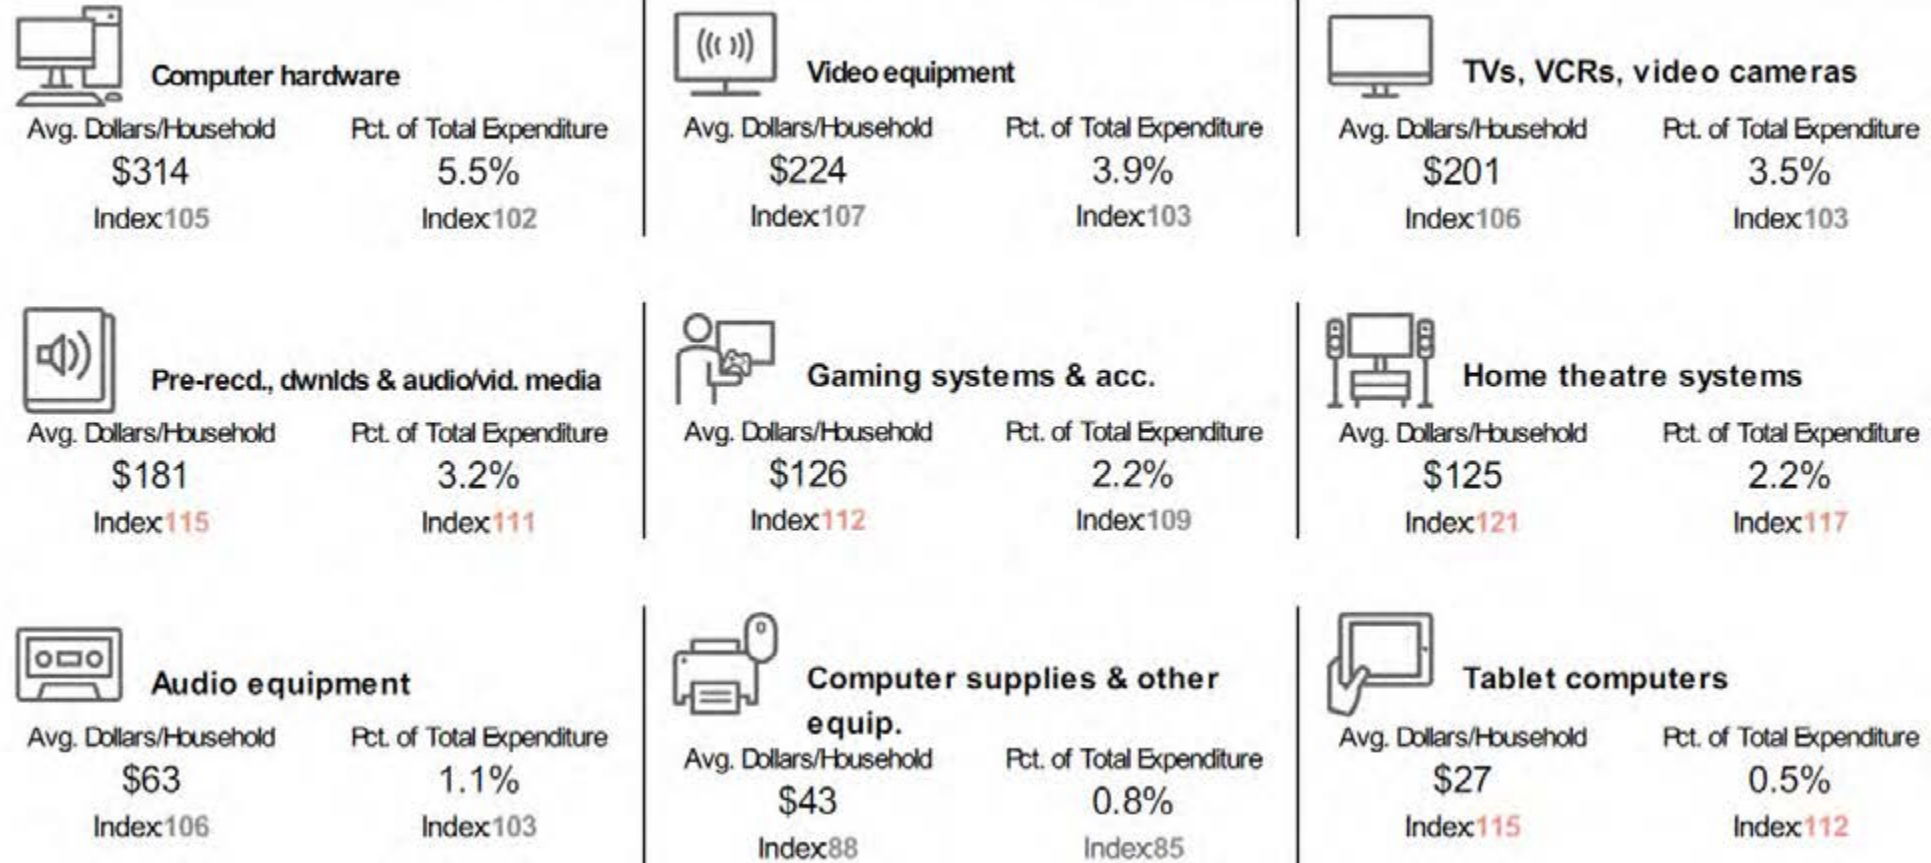 Computer hardware
Avg. Dollars/Household Pct. of Total Expenditure
$314 5.5%
Index:105 Index:102
Video equipment
Avg. Dollars/Household Pct. of Total Expenditure
$224 3.9%
Index:107 Index:103
TVs, VCRs, video cameras
Avg. Dollars/Household Pct. of Total Expenditure
$201 3.5%
Index:106 Index:103
Pre-recd., dwnlds & audio/vid. media
Avg. Dollars/Household Pct. of Total Expenditure
$181 3.2%
Index:115 Index:111
Gaming systems & acc.
Avg. Dollars/Household Pct. of Total Expenditure
$126 2.2%
Index:112 Index:109
Home theatre systems
Avg. Dollars/Household Pct. of Total Expenditure
$125 2.2%
Index:121 Index:117
Audio equipment
Avg. Dollars/Household Pct. of Total Expenditure
$63 1.1%
Index:106 Index:103
Computer supplies & other
equip.
Avg. Dollars/Household Pct. of Total Expenditure
$43 0.8%
Index:88 Index:85
Tablet computers
Avg. Dollars/Household Pct. of Total Expenditure
$27 0.5%
Index:115 Index:112